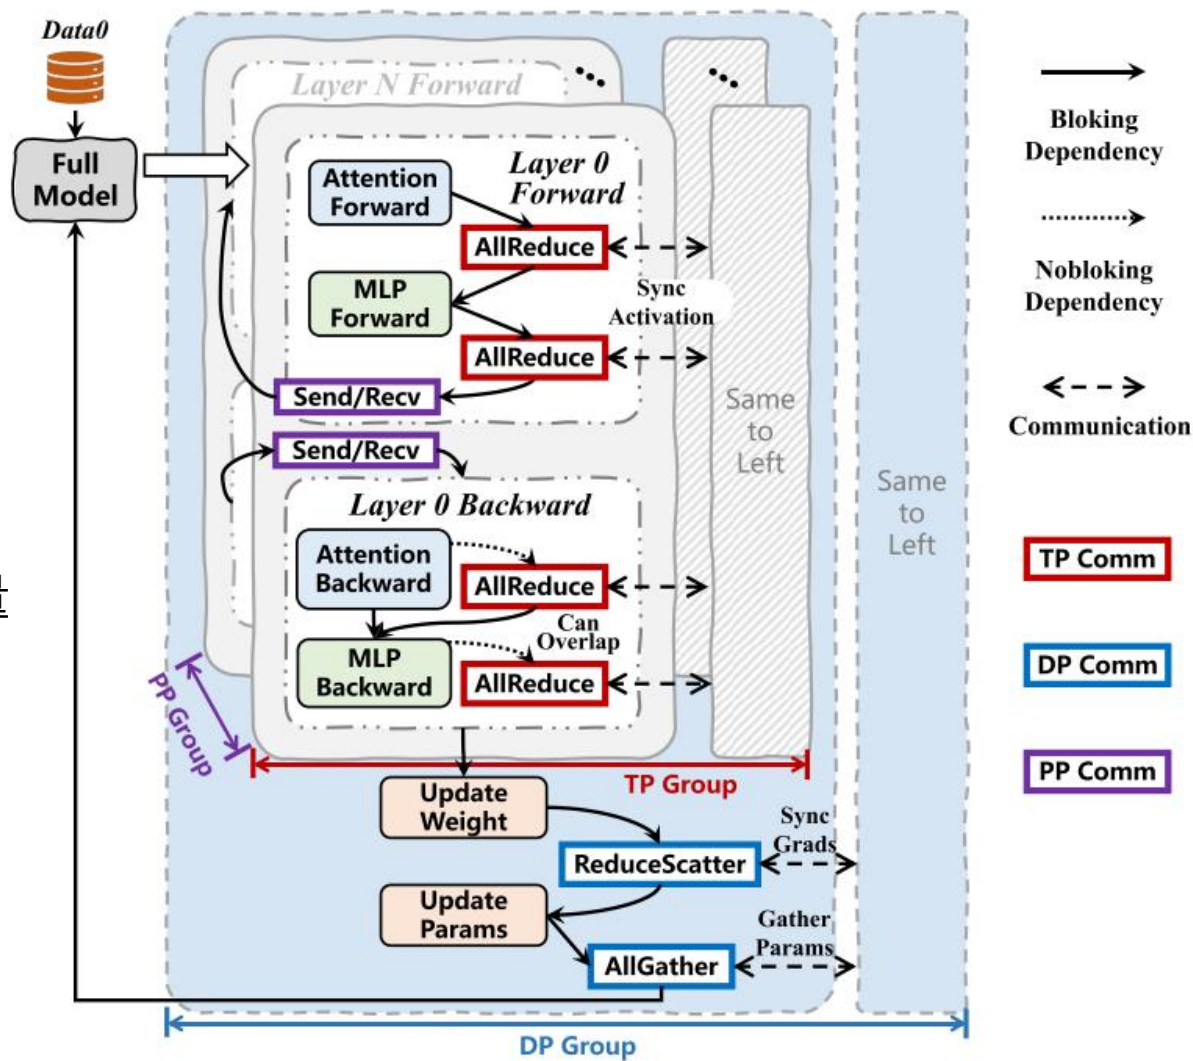 Data0
Full
Model
Layer N Forward
Layer 0
Forward
Attention
Forward
AllReduce
MLP
Forward
Sync
Activation
AllReduce
Send/Recv
Send/Recv
Layer 0 Backward
Attention
Backward
AllReduce
Can
Overlap
MLP
Backward
AllReduce
Same
to
Left
Same
to
Left
PP Group
TP Group
Update
Weight
Sync
Grads
ReduceScatter
Update
Params
Gather
Params
AllGather
DP Group
Bloking
Dependency
Nobloking
Dependency
Communication
TP Comm
DP Comm
PP Comm